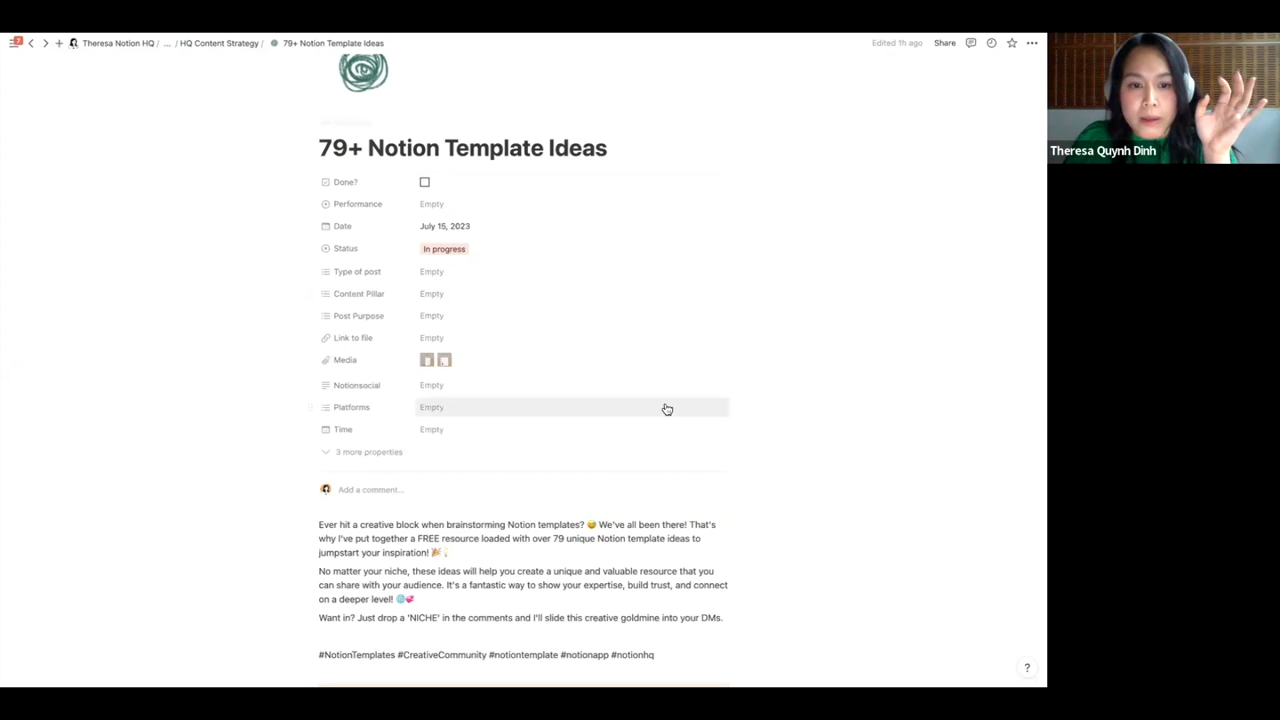 7
Theresa Notion HQ / ... / HQ Content Strategy / 79+ Notion Template Ideas
Edited 1h ago Share
Theresa Quynh Dinh
79+ Notion Template Ideas
Done?
Performance Empty
Date July 15, 2023
Status In progress
Type of post Empty
Content Pillar Empty
Post Purpose Empty
Link to file Empty
Media
Notionsocial Empty
Platforms Empty
Time Empty
3 more properties
Add a comment...
Ever hit a creative block when brainstorming Notion templates? 😅 We've all been there! That's
why I've put together a FREE resource loaded with over 79 unique Notion template ideas to
jumpstart your inspiration! 🎉💡
No matter your niche, these ideas will help you create a unique and valuable resource that you
can share with your audience. It's a fantastic way to show your expertise, build trust, and connect
on a deeper level! 🌐💞
Want in? Just drop a 'NICHE' in the comments and I'll slide this creative goldmine into your DMs.
#NotionTemplates #CreativeCommunity #notiontemplate #notionapp #notionhq
?